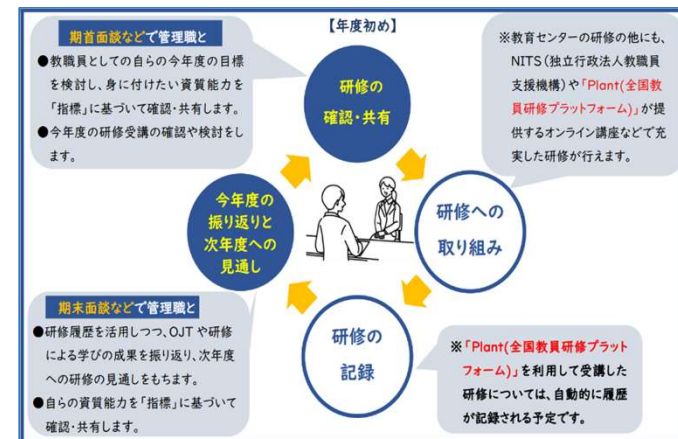 【年度初め】
期首面談などで管理職と
●教職員としての自らの今年度の目標
を検討し、身に付けたい資質能力を
「指標」に基づいて確認・共有します。
●今年度の研修受講の確認や検討をし
ます。
研修の
確認・共有
※教育センターの研修の他にも、
NITS(独立行政法人教職員
支援機構)や「Plant(全国教
員研修プラットフォーム)」が提
供するオンライン講座などで充
実した研修が行えます。
研修への
取り組み
研修の
記録
※「Plant(全国教員研修プラット
フォーム)」を利用して受講した
研修については、自動的に履歴
が記録される予定です。
今年度の
振り返りと
次年度への
見通し
期末面談などで管理職と
●研修履歴を活用しつつ、OJTや研修
による学びの成果を振り返り、次年度
への研修の見通しをもちます。
●自らの資質能力を「指標」に基づいて
確認・共有します。